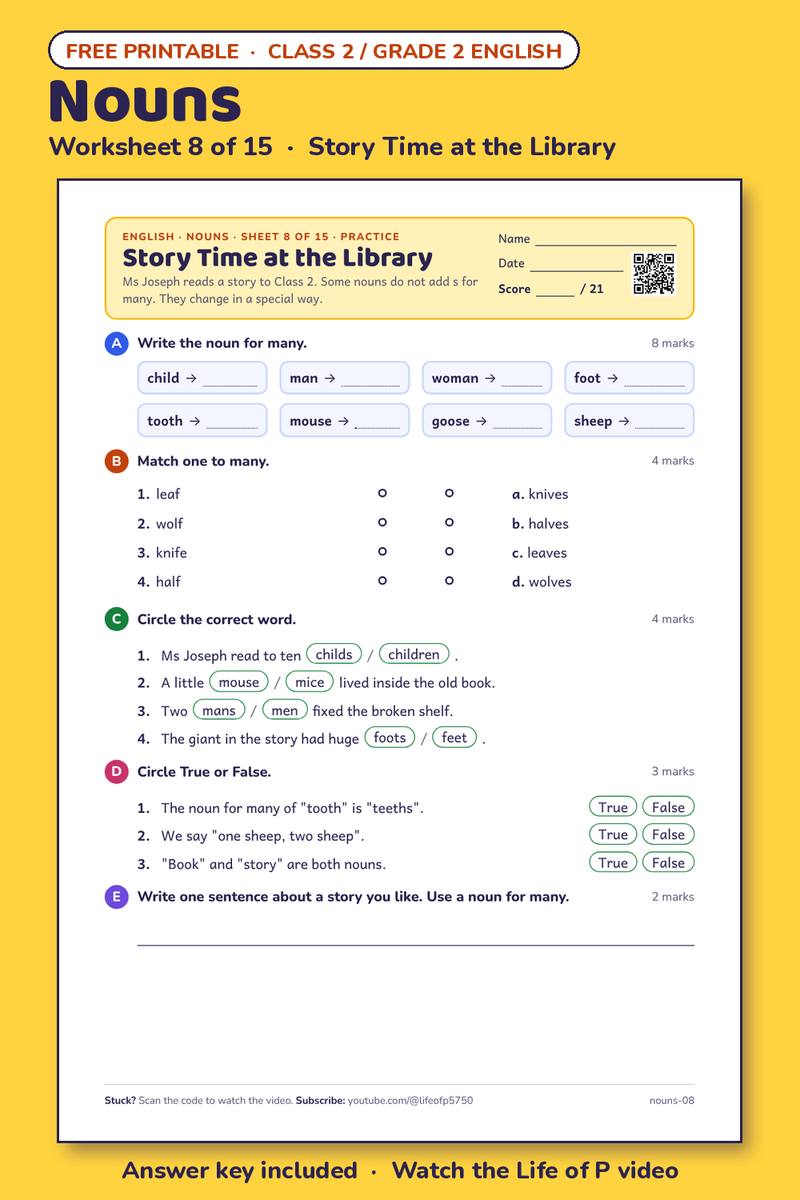 FREE PRINTABLE · CLASS 2 / GRADE 2 ENGLISH
Nouns
Worksheet 8 of 15 · Story Time at the Library
ENGLISH · NOUNS · SHEET 8 OF 15 · PRACTICE
Story Time at the Library
Ms Joseph reads a story to Class 2. Some nouns do not add s for
many. They change in a special way.
Name
Date
Score / 21
A Write the noun for many. 8 marks
child → man → woman → foot →
tooth → mouse → goose → sheep →
B Match one to many. 4 marks
1. leaf a. knives
2. wolf b. halves
3. knife c. leaves
4. half d. wolves
C Circle the correct word. 4 marks
1. Ms Joseph read to ten childs / children .
2. A little mouse / mice lived inside the old book.
3. Two mans / men fixed the broken shelf.
4. The giant in the story had huge foots / feet .
D Circle True or False. 3 marks
1. The noun for many of "tooth" is "teeths". True False
2. We say "one sheep, two sheep". True False
3. "Book" and "story" are both nouns. True False
E Write one sentence about a story you like. Use a noun for many. 2 marks
Stuck? Scan the code to watch the video. Subscribe: youtube.com/@lifeofp5750 nouns-08
Answer key included · Watch the Life of P video